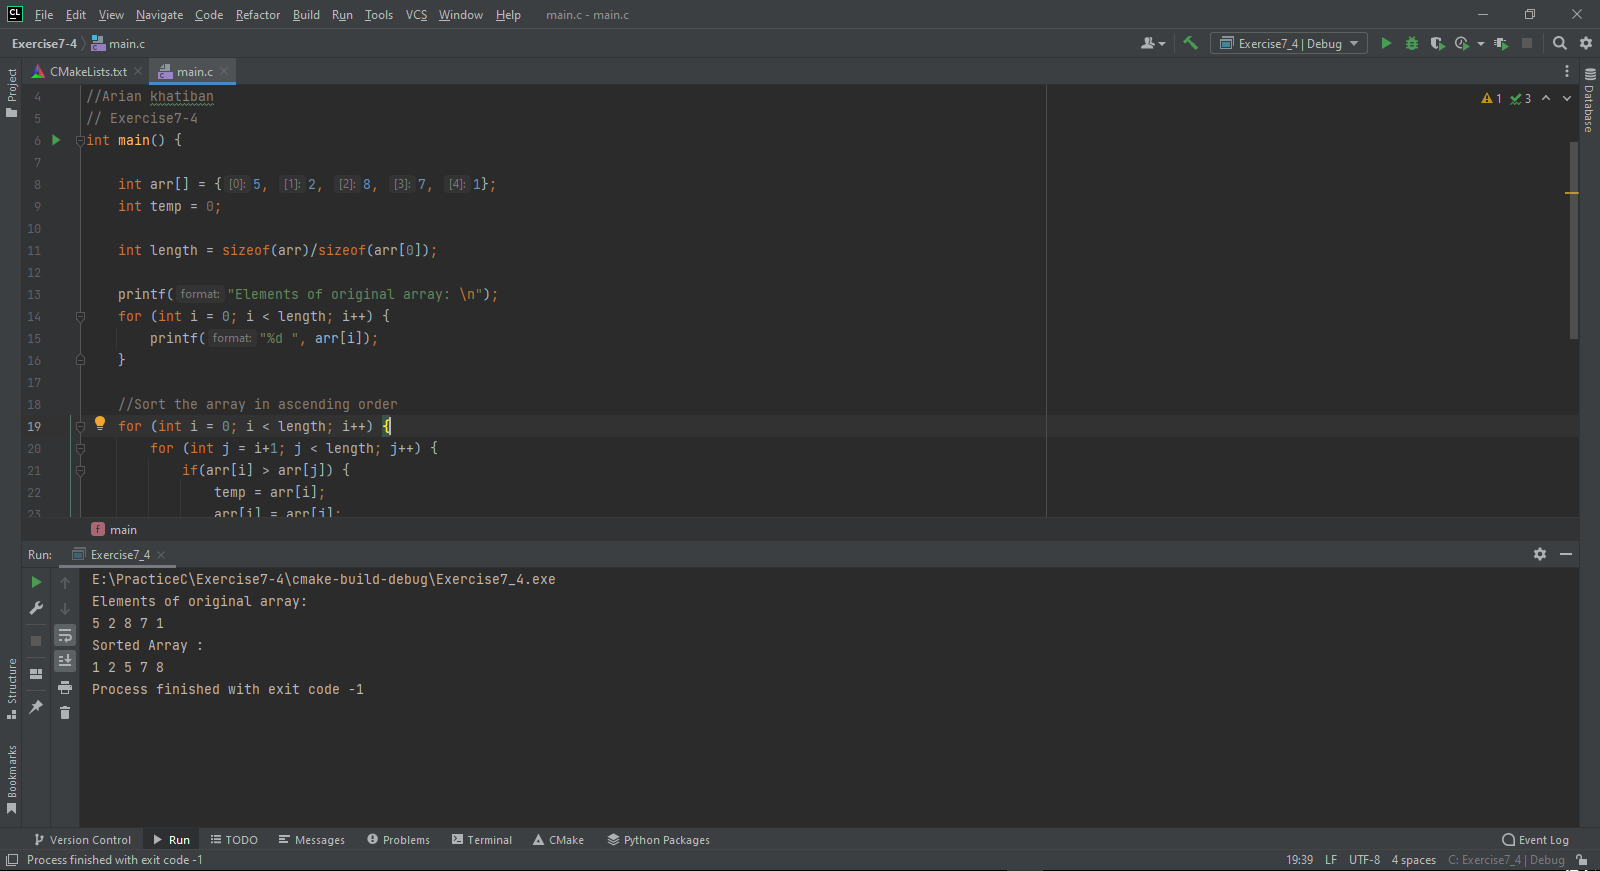 CL File Edit View Navigate Code Refactor Build Run Tools VCS Window Help main.c - main.c
Exercise7-4 main.c Exercise7_4 | Debug
Project
CMakeLists.txt main.c
Database
1 3
4 //Arian khatiban
5 // Exercise7-4
6 int main() {
7
8 int arr[] = {[0]: 5, [1]: 2, [2]: 8, [3]: 7, [4]: 1};
9 int temp = 0;
10
11 int length = sizeof(arr)/sizeof(arr[0]);
12
13 printf( format: "Elements of original array: \n");
14 for (int i = 0; i < length; i++) {
15 printf( format: "%d ", arr[i]);
16 }
17
18 //Sort the array in ascending order
19 for (int i = 0; i < length; i++) {
20 for (int j = i+1; j < length; j++) {
21 if(arr[i] > arr[j]) {
22 temp = arr[i];
23 arr[i] = arr[j];
f main
Run: Exercise7_4
E:\PracticeC\Exercise7-4\cmake-build-debug\Exercise7_4.exe
Elements of original array:
5 2 8 7 1
Sorted Array :
1 2 5 7 8
Process finished with exit code -1
Structure
Bookmarks
Version Control Run TODO Messages Problems Terminal CMake Python Packages Event Log
Process finished with exit code -1 19:39 LF UTF-8 4 spaces C: Exercise7_4 | Debug